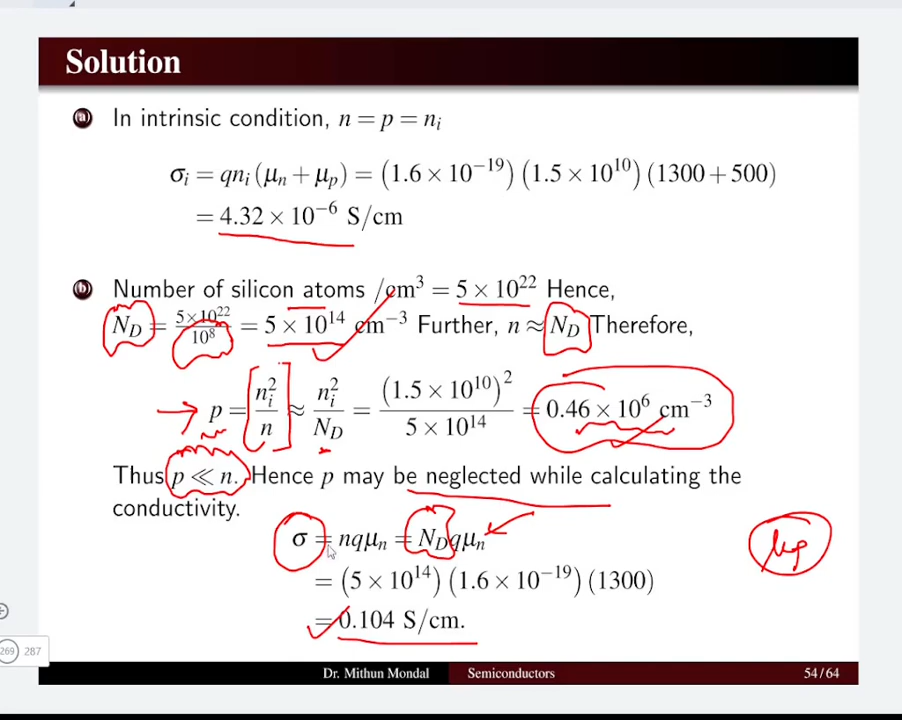 Solution
(a) In intrinsic condition, n = p = nᵢ
σᵢ = qnᵢ (μₙ + μₚ) = (1.6 × 10⁻¹⁹) (1.5 × 10¹⁰) (1300 + 500)
= 4.32 × 10⁻⁶ S/cm
(b) Number of silicon atoms /cm³ = 5 × 10²² Hence,
N_D = 5×10²²/10⁸ = 5 × 10¹⁴ cm⁻³ Further, n ≈ N_D Therefore,
p = [nᵢ²/n] ≈ nᵢ²/N_D = (1.5 × 10¹⁰)²/5 × 10¹⁴ = 0.46 × 10⁶ cm⁻³
Thus p ≪ n. Hence p may be neglected while calculating the
conductivity.
σ = nqμₙ = N_Dqμₙ
μₚ
= (5 × 10¹⁴) (1.6 × 10⁻¹⁹) (1300)
= 0.104 S/cm.
269 287
Dr. Mithun Mondal Semiconductors 54/64